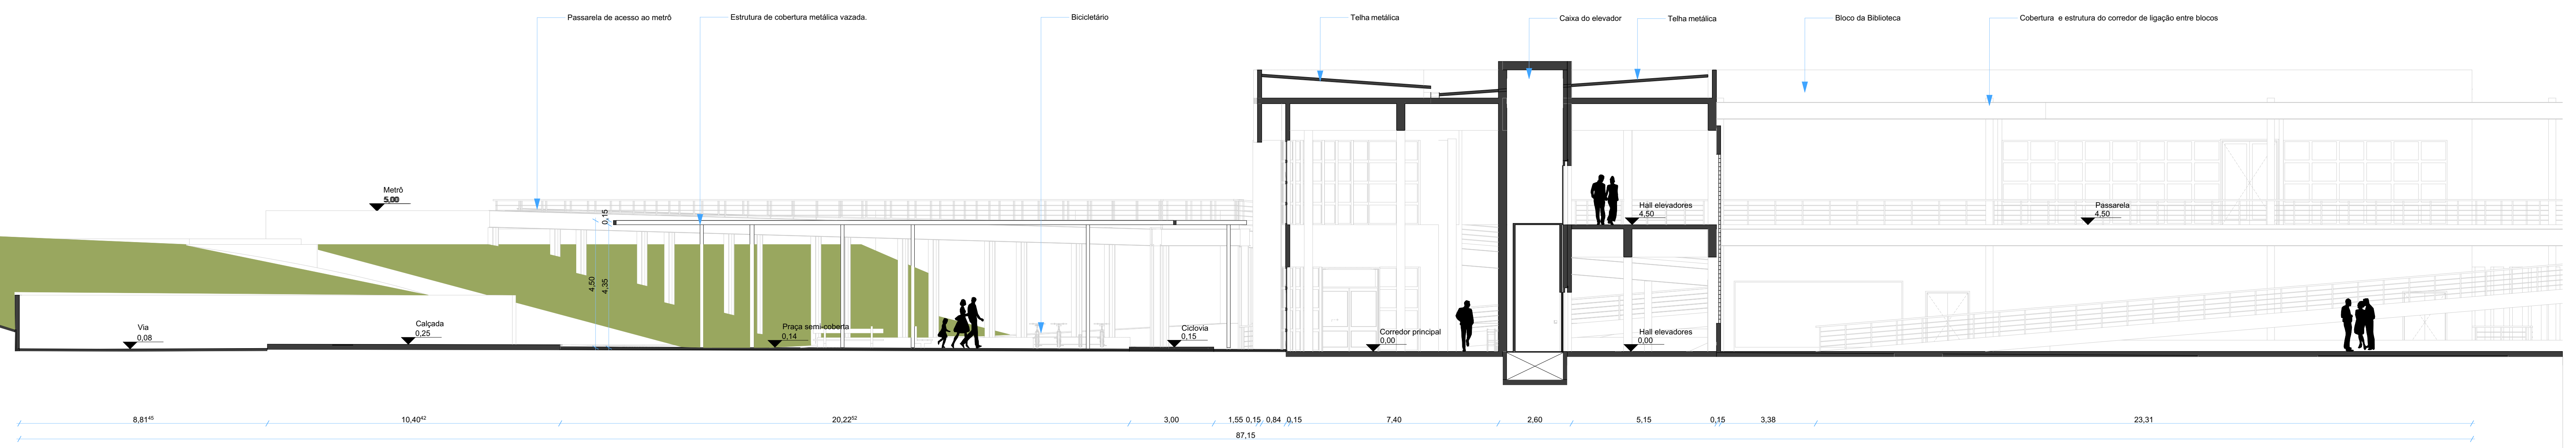 Passarela de acesso ao metrô
Estrutura de cobertura metálica vazada.
Bicicletário
Telha metálica
Caixa do elevador
Telha metálica
Bloco da Biblioteca
Cobertura e estrutura do corredor de ligação entre blocos
Metrô
5,00
0,15
4,50
4,35
Hall elevadores
4,50
Passarela
4,50
Via
0,08
Calçada
0,25
Praça semi-coberta
0,14
Ciclovia
0,15
Corredor principal
0,00
Hall elevadores
0,00
8,81⁴⁵ 10,40⁴² 20,22⁵² 3,00 1,55 0,15 0,84 0,15 7,40 2,60 5,15 0,15 3,38 23,31
87,15